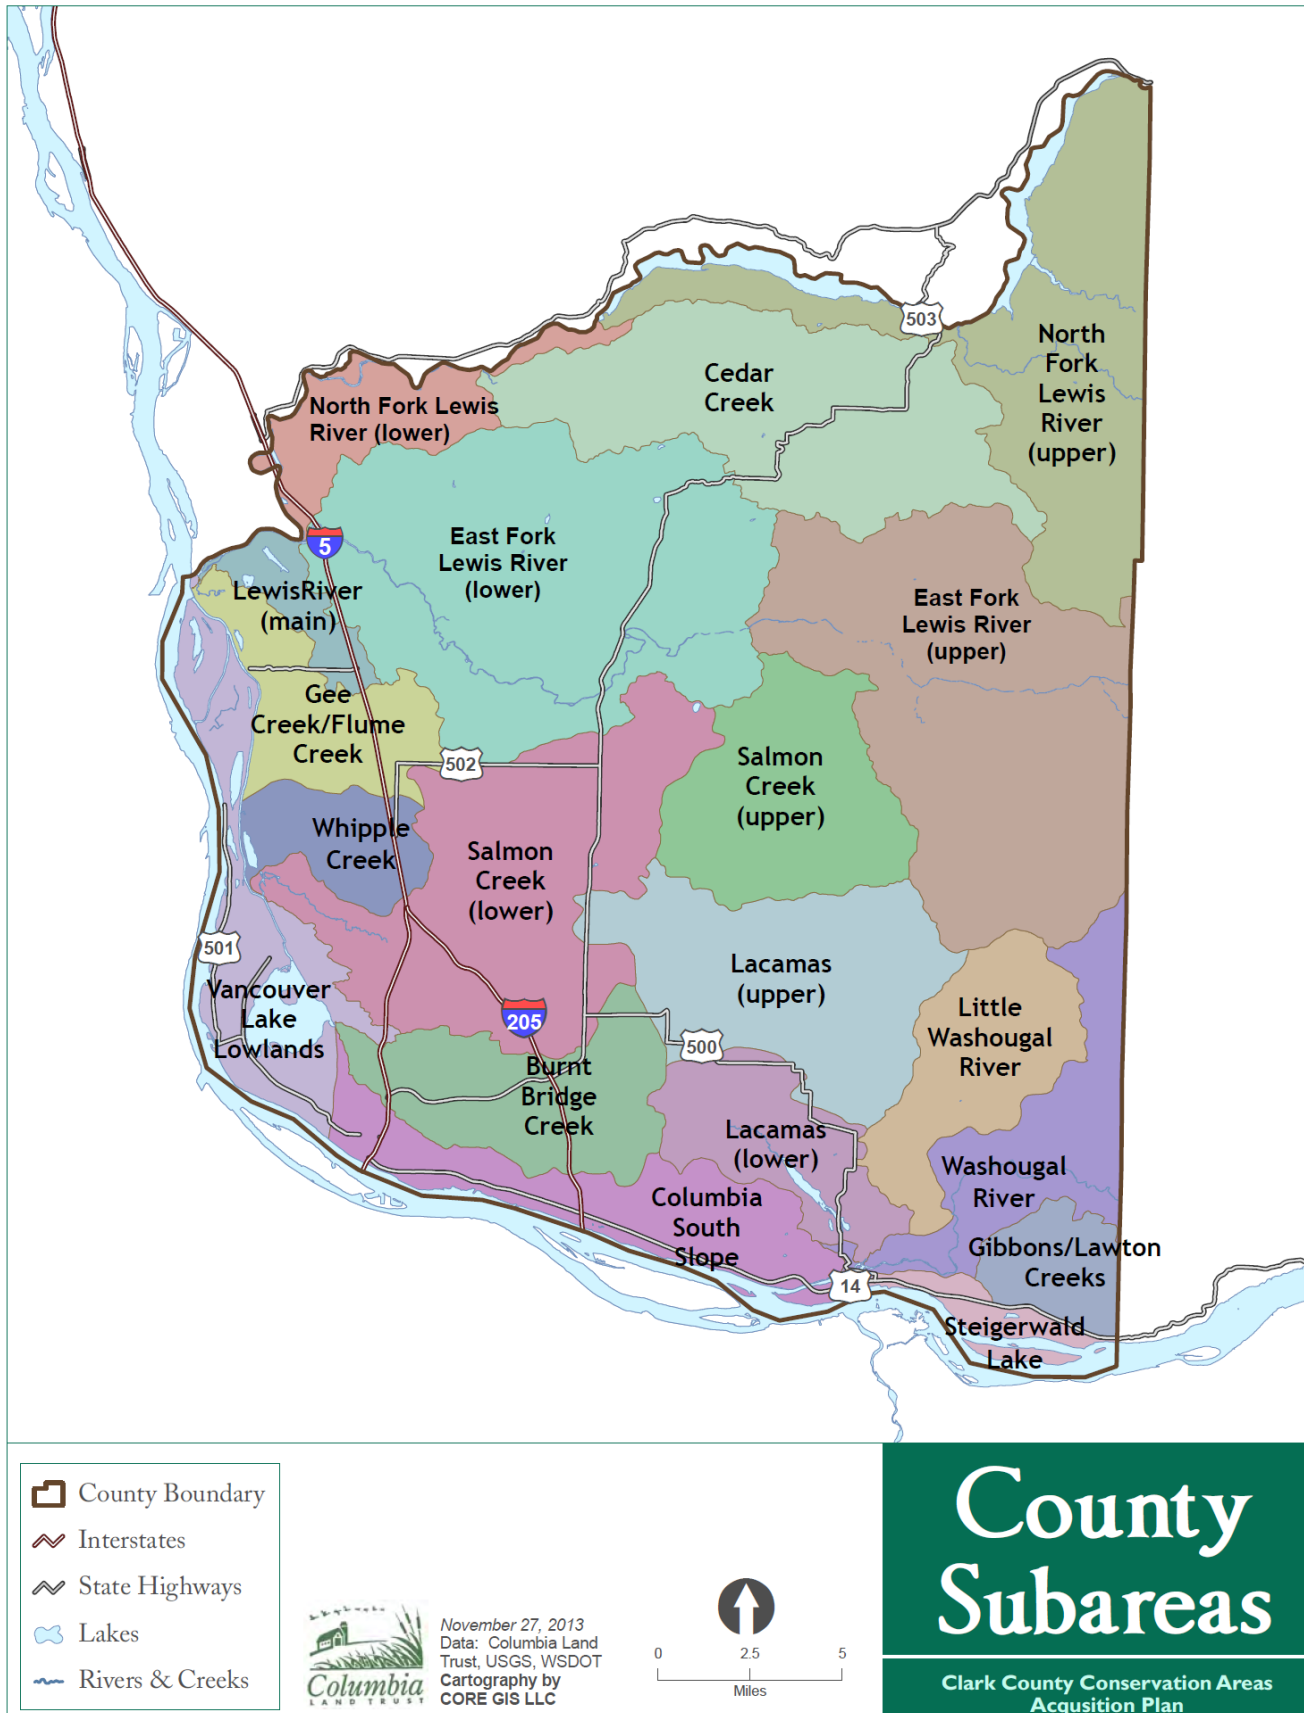 503
North
Fork
Lewis
River
(upper)
Cedar
Creek
North Fork Lewis
River (lower)
5
East Fork
Lewis River
(lower)
LewisRiver
(main)
East Fork
Lewis River
(upper)
Gee
Creek/Flume
Creek
502
Salmon
Creek
(upper)
Whipple
Creek
Salmon
Creek
(lower)
501
Lacamas
(upper)
Vancouver
Lake
Lowlands
205
Little
Washougal
River
500
Burnt
Bridge
Creek
Lacamas
(lower)
Washougal
River
Columbia
South
Slope
Gibbons/Lawton
Creeks
14
Steigerwald
Lake
County Boundary
Interstates
State Highways
Lakes
Rivers & Creeks
Columbia
LAND TRUST
November 27, 2013
Data: Columbia Land
Trust, USGS, WSDOT
Cartography by
CORE GIS LLC
0 2.5 5
Miles
County
Subareas
Clark County Conservation Areas
Acqusition Plan